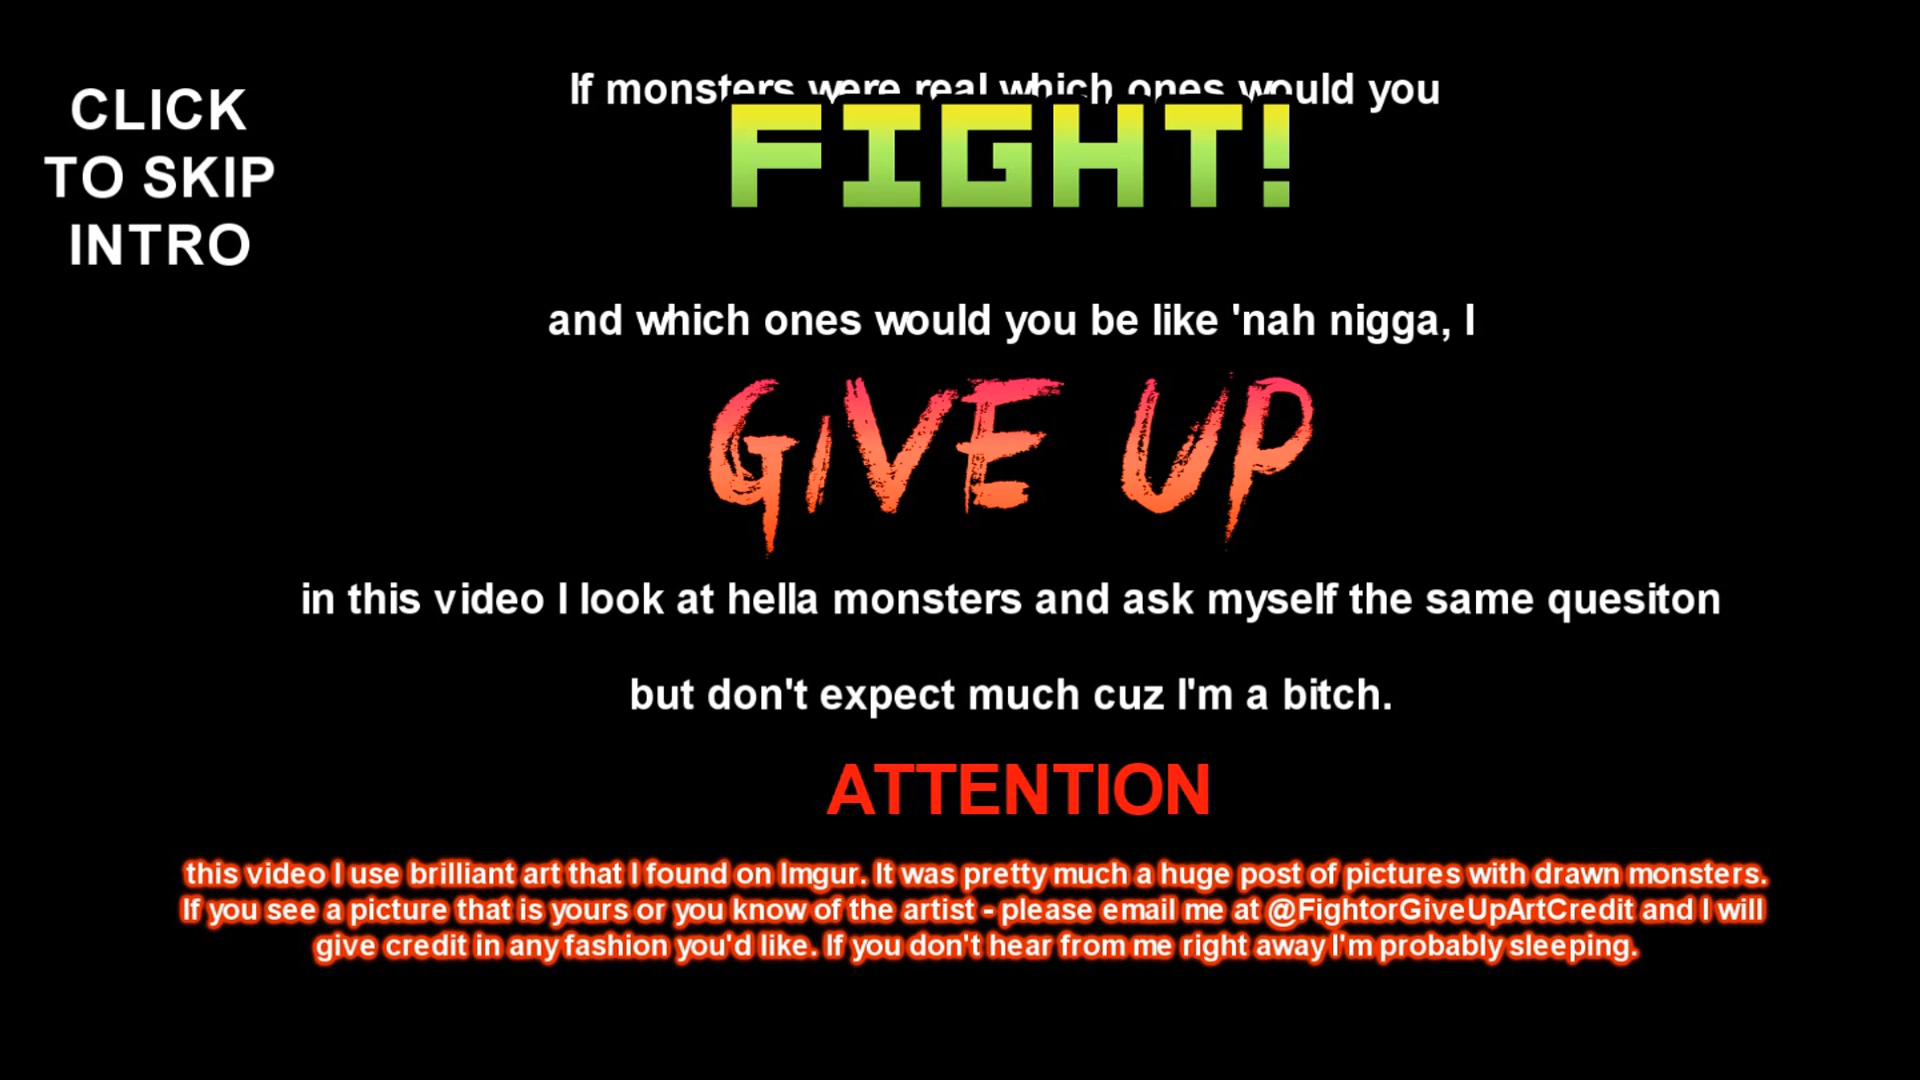 CLICK
TO SKIP
INTRO
If monsters were real which ones would you
FIGHT!
and which ones would you be like 'nah nigga, I
GIVE UP
in this video I look at hella monsters and ask myself the same quesiton
but don't expect much cuz I'm a bitch.
ATTENTION
this video I use brilliant art that I found on Imgur. It was pretty much a huge post of pictures with drawn monsters.
If you see a picture that is yours or you know of the artist - please email me at @FightorGiveUpArtCredit and I will
give credit in any fashion you'd like. If you don't hear from me right away I'm probably sleeping.